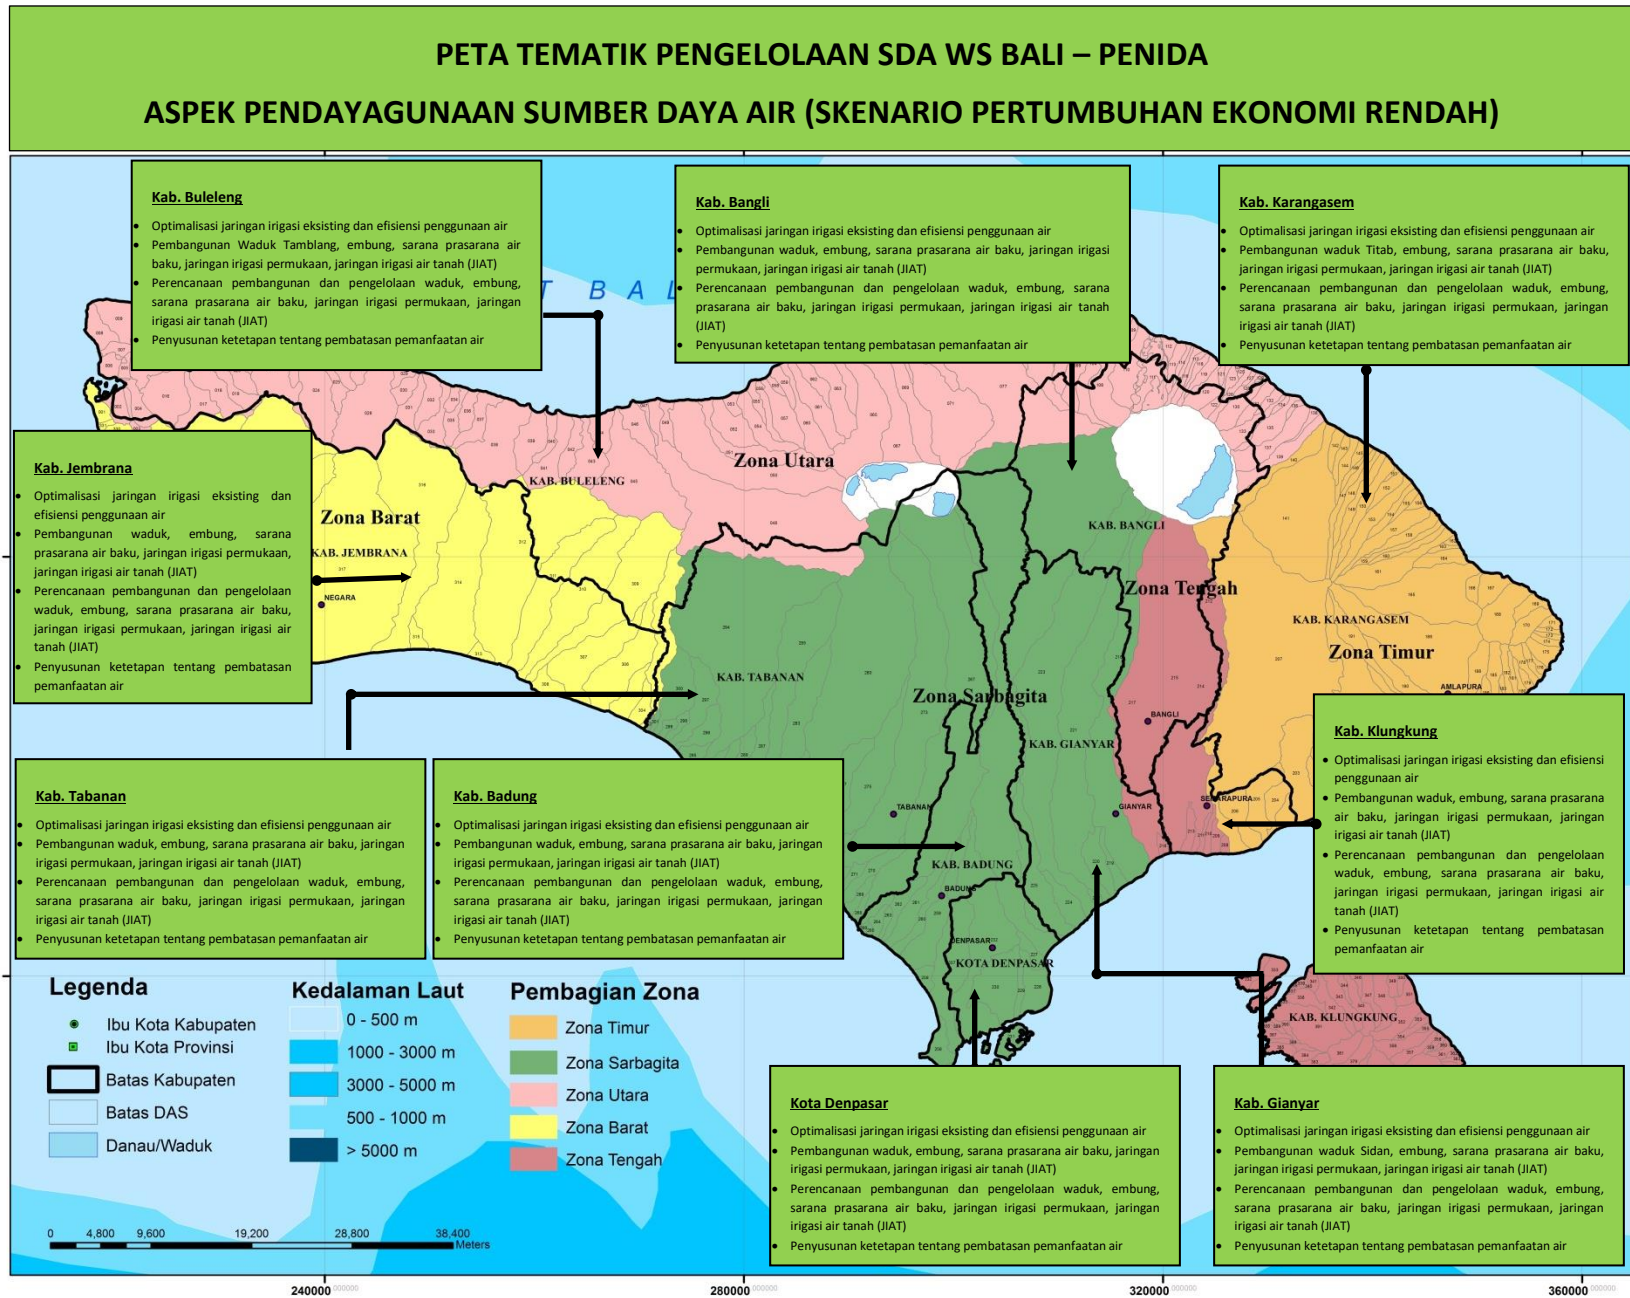 PETA TEMATIK PENGELOLAAN SDA WS BALI – PENIDA
ASPEK PENDAYAGUNAAN SUMBER DAYA AIR (SKENARIO PERTUMBUHAN EKONOMI RENDAH)
Kab. Buleleng
• Optimalisasi jaringan irigasi eksisting dan efisiensi penggunaan air
• Pembangunan Waduk Tamblang, embung, sarana prasarana air
baku, jaringan irigasi permukaan, jaringan irigasi air tanah (JIAT)
• Perencanaan pembangunan dan pengelolaan waduk, embung,
sarana prasarana air baku, jaringan irigasi permukaan, jaringan
irigasi air tanah (JIAT)
• Penyusunan ketetapan tentang pembatasan pemanfaatan air
Kab. Bangli
• Optimalisasi jaringan irigasi eksisting dan efisiensi penggunaan air
• Pembangunan waduk, embung, sarana prasarana air baku, jaringan irigasi
permukaan, jaringan irigasi air tanah (JIAT)
• Perencanaan pembangunan dan pengelolaan waduk, embung, sarana
prasarana air baku, jaringan irigasi permukaan, jaringan irigasi air tanah
(JIAT)
• Penyusunan ketetapan tentang pembatasan pemanfaatan air
Kab. Karangasem
• Optimalisasi jaringan irigasi eksisting dan efisiensi penggunaan air
• Pembangunan waduk Titab, embung, sarana prasarana air baku,
jaringan irigasi permukaan, jaringan irigasi air tanah (JIAT)
• Perencanaan pembangunan dan pengelolaan waduk, embung,
sarana prasarana air baku, jaringan irigasi permukaan, jaringan
irigasi air tanah (JIAT)
• Penyusunan ketetapan tentang pembatasan pemanfaatan air
T B A L
Kab. Jembrana
• Optimalisasi jaringan irigasi eksisting dan
efisiensi penggunaan air
• Pembangunan waduk, embung, sarana
prasarana air baku, jaringan irigasi permukaan,
jaringan irigasi air tanah (JIAT)
• Perencanaan pembangunan dan pengelolaan
waduk, embung, sarana prasarana air baku,
jaringan irigasi permukaan, jaringan irigasi air
tanah (JIAT)
• Penyusunan ketetapan tentang pembatasan
pemanfaatan air
Zona Utara
KAB. BULELENG
Zona Barat
KAB. JEMBRANA
NEGARA
KAB. BANGLI
Zona Tengah
KAB. KARANGASEM
Zona Timur
AMLAPURA
KAB. TABANAN
Zona Sarbagita
BANGLI
KAB. GIANYAR
TABANAN
GIANYAR
SEMARAPURA
KAB. BADUNG
BADUNG
DENPASAR
KOTA DENPASAR
KAB. KLUNGKUNG
Kab. Klungkung
• Optimalisasi jaringan irigasi eksisting dan efisiensi
penggunaan air
• Pembangunan waduk, embung, sarana prasarana
air baku, jaringan irigasi permukaan, jaringan
irigasi air tanah (JIAT)
• Perencanaan pembangunan dan pengelolaan
waduk, embung, sarana prasarana air baku,
jaringan irigasi permukaan, jaringan irigasi air
tanah (JIAT)
• Penyusunan ketetapan tentang pembatasan
pemanfaatan air
Kab. Tabanan
• Optimalisasi jaringan irigasi eksisting dan efisiensi penggunaan air
• Pembangunan waduk, embung, sarana prasarana air baku, jaringan
irigasi permukaan, jaringan irigasi air tanah (JIAT)
• Perencanaan pembangunan dan pengelolaan waduk, embung,
sarana prasarana air baku, jaringan irigasi permukaan, jaringan
irigasi air tanah (JIAT)
• Penyusunan ketetapan tentang pembatasan pemanfaatan air
Kab. Badung
• Optimalisasi jaringan irigasi eksisting dan efisiensi penggunaan air
• Pembangunan waduk, embung, sarana prasarana air baku, jaringan
irigasi permukaan, jaringan irigasi air tanah (JIAT)
• Perencanaan pembangunan dan pengelolaan waduk, embung,
sarana prasarana air baku, jaringan irigasi permukaan, jaringan
irigasi air tanah (JIAT)
• Penyusunan ketetapan tentang pembatasan pemanfaatan air
Legenda
Ibu Kota Kabupaten
Ibu Kota Provinsi
Batas Kabupaten
Batas DAS
Danau/Waduk
Kedalaman Laut
0 - 500 m
1000 - 3000 m
3000 - 5000 m
500 - 1000 m
> 5000 m
Pembagian Zona
Zona Timur
Zona Sarbagita
Zona Utara
Zona Barat
Zona Tengah
Kota Denpasar
• Optimalisasi jaringan irigasi eksisting dan efisiensi penggunaan air
• Pembangunan waduk, embung, sarana prasarana air baku, jaringan
irigasi permukaan, jaringan irigasi air tanah (JIAT)
• Perencanaan pembangunan dan pengelolaan waduk, embung,
sarana prasarana air baku, jaringan irigasi permukaan, jaringan
irigasi air tanah (JIAT)
• Penyusunan ketetapan tentang pembatasan pemanfaatan air
Kab. Gianyar
• Optimalisasi jaringan irigasi eksisting dan efisiensi penggunaan air
• Pembangunan waduk Sidan, embung, sarana prasarana air baku,
jaringan irigasi permukaan, jaringan irigasi air tanah (JIAT)
• Perencanaan pembangunan dan pengelolaan waduk, embung,
sarana prasarana air baku, jaringan irigasi permukaan, jaringan
irigasi air tanah (JIAT)
• Penyusunan ketetapan tentang pembatasan pemanfaatan air
0 4,800 9,600 19,200 28,800 38,400
Meters
240000.000000 280000.000000 320000.000000 360000.000000